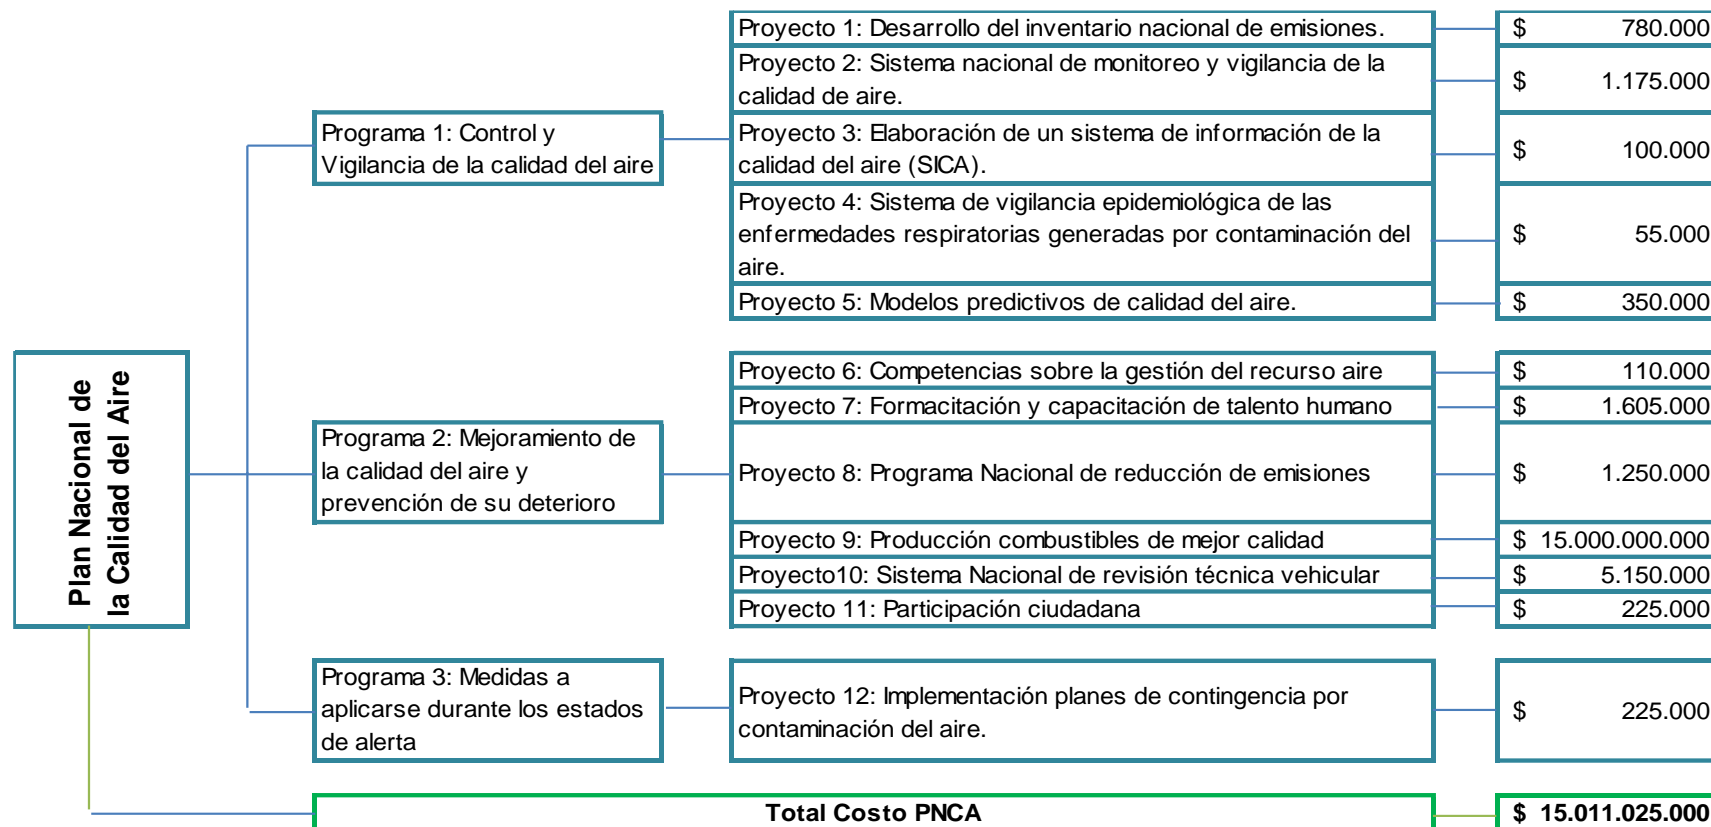 Plan Nacional de
la Calidad del Aire
Programa 1: Control y
Vigilancia de la calidad del aire
Proyecto 1: Desarrollo del inventario nacional de emisiones.
$ 780.000
Proyecto 2: Sistema nacional de monitoreo y vigilancia de la
calidad de aire.
$ 1.175.000
Proyecto 3: Elaboración de un sistema de información de la
calidad del aire (SICA).
$ 100.000
Proyecto 4: Sistema de vigilancia epidemiológica de las
enfermedades respiratorias generadas por contaminación del
aire.
$ 55.000
Proyecto 5: Modelos predictivos de calidad del aire.
$ 350.000
Programa 2: Mejoramiento de
la calidad del aire y
prevención de su deterioro
Proyecto 6: Competencias sobre la gestión del recurso aire
$ 110.000
Proyecto 7: Formacitación y capacitación de talento humano
$ 1.605.000
Proyecto 8: Programa Nacional de reducción de emisiones
$ 1.250.000
Proyecto 9: Producción combustibles de mejor calidad
$ 15.000.000.000
Proyecto10: Sistema Nacional de revisión técnica vehicular
$ 5.150.000
Proyecto 11: Participación ciudadana
$ 225.000
Programa 3: Medidas a
aplicarse durante los estados
de alerta
Proyecto 12: Implementación planes de contingencia por
contaminación del aire.
$ 225.000
Total Costo PNCA
$ 15.011.025.000